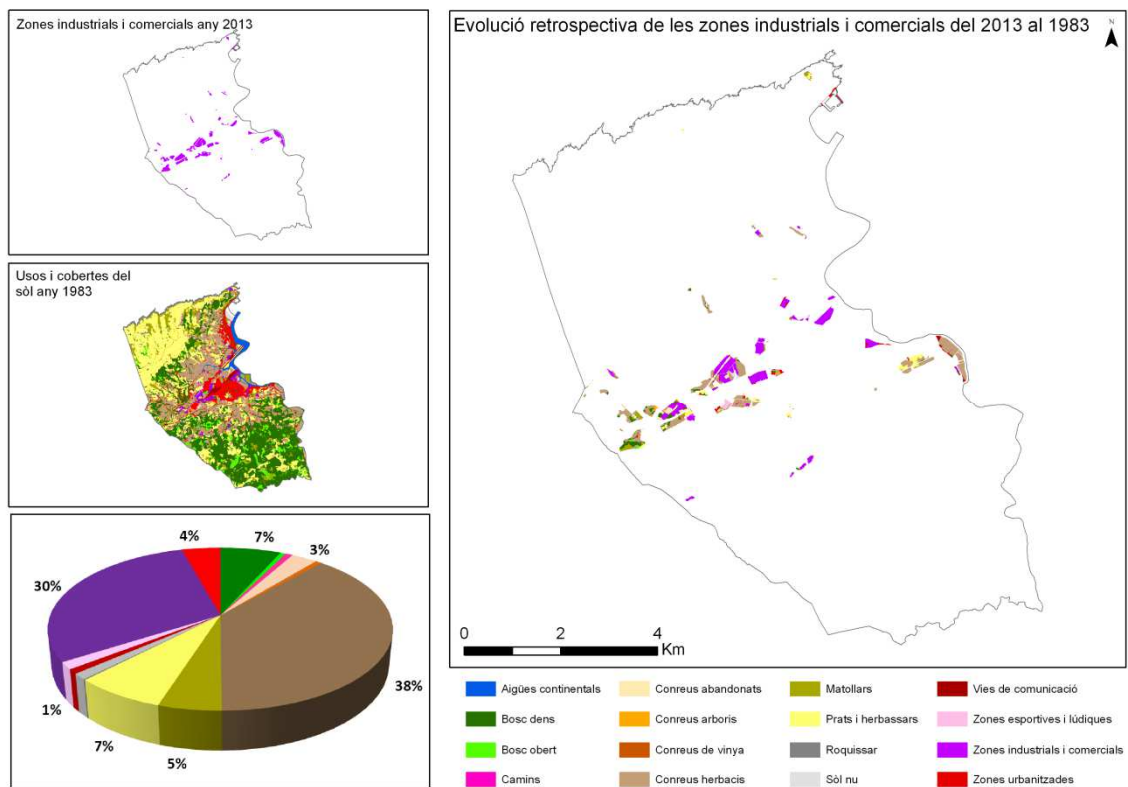 Zones industrials i comercials any 2013
Evolució retrospectiva de les zones industrials i comercials del 2013 al 1983
N
Usos i cobertes del
sòl any 1983
4%
7%
3%
30%
38%
1%
7%
5%
0 2 4
Km
Aigües continentals
Conreus abandonats
Matollars
Vies de comunicació
Bosc dens
Conreus arboris
Prats i herbassars
Zones esportives i lúdiques
Bosc obert
Conreus de vinya
Roquissar
Zones industrials i comercials
Camins
Conreus herbacis
Sòl nu
Zones urbanitzades